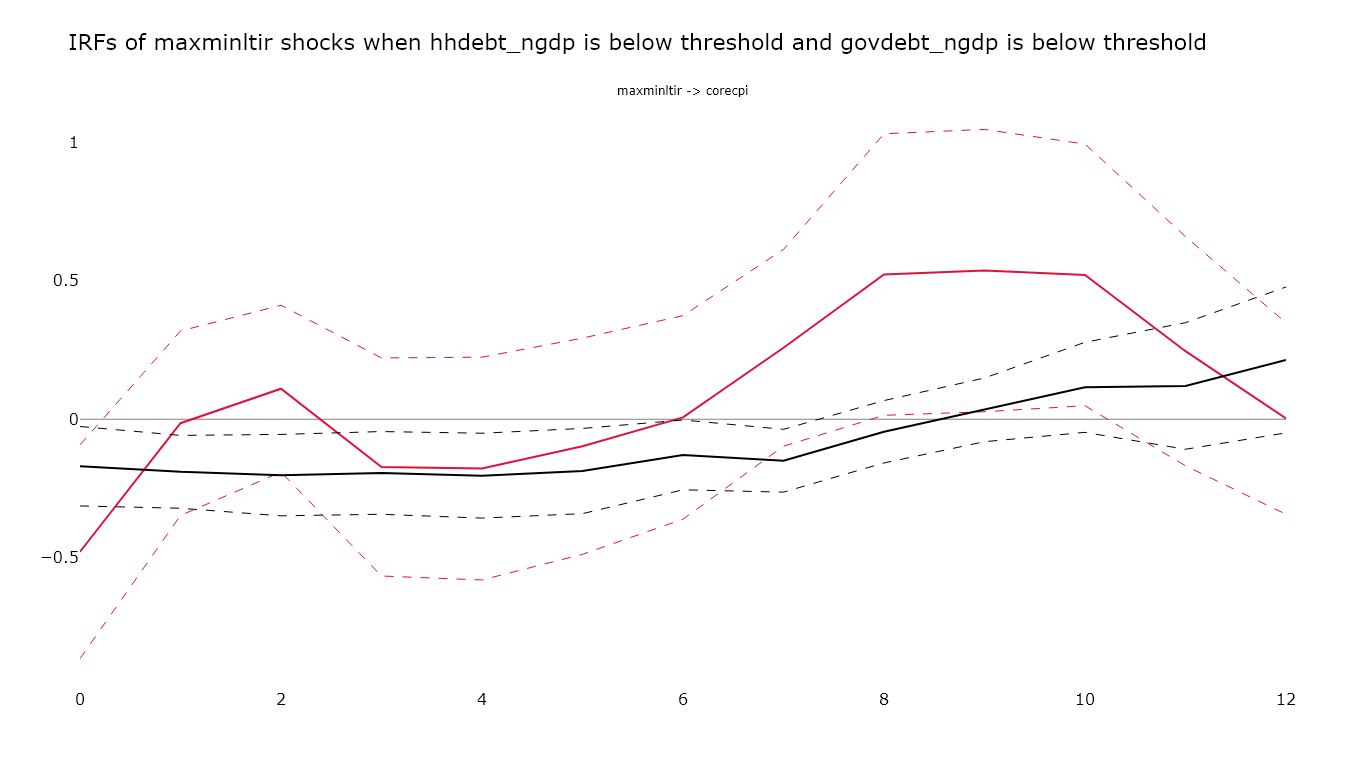 IRFs of maxminltir shocks when hhdebt_ngdp is below threshold and govdebt_ngdp is below threshold
maxminltir -> corecpi
1
0.5
0
−0.5
0 2 4 6 8 10 12